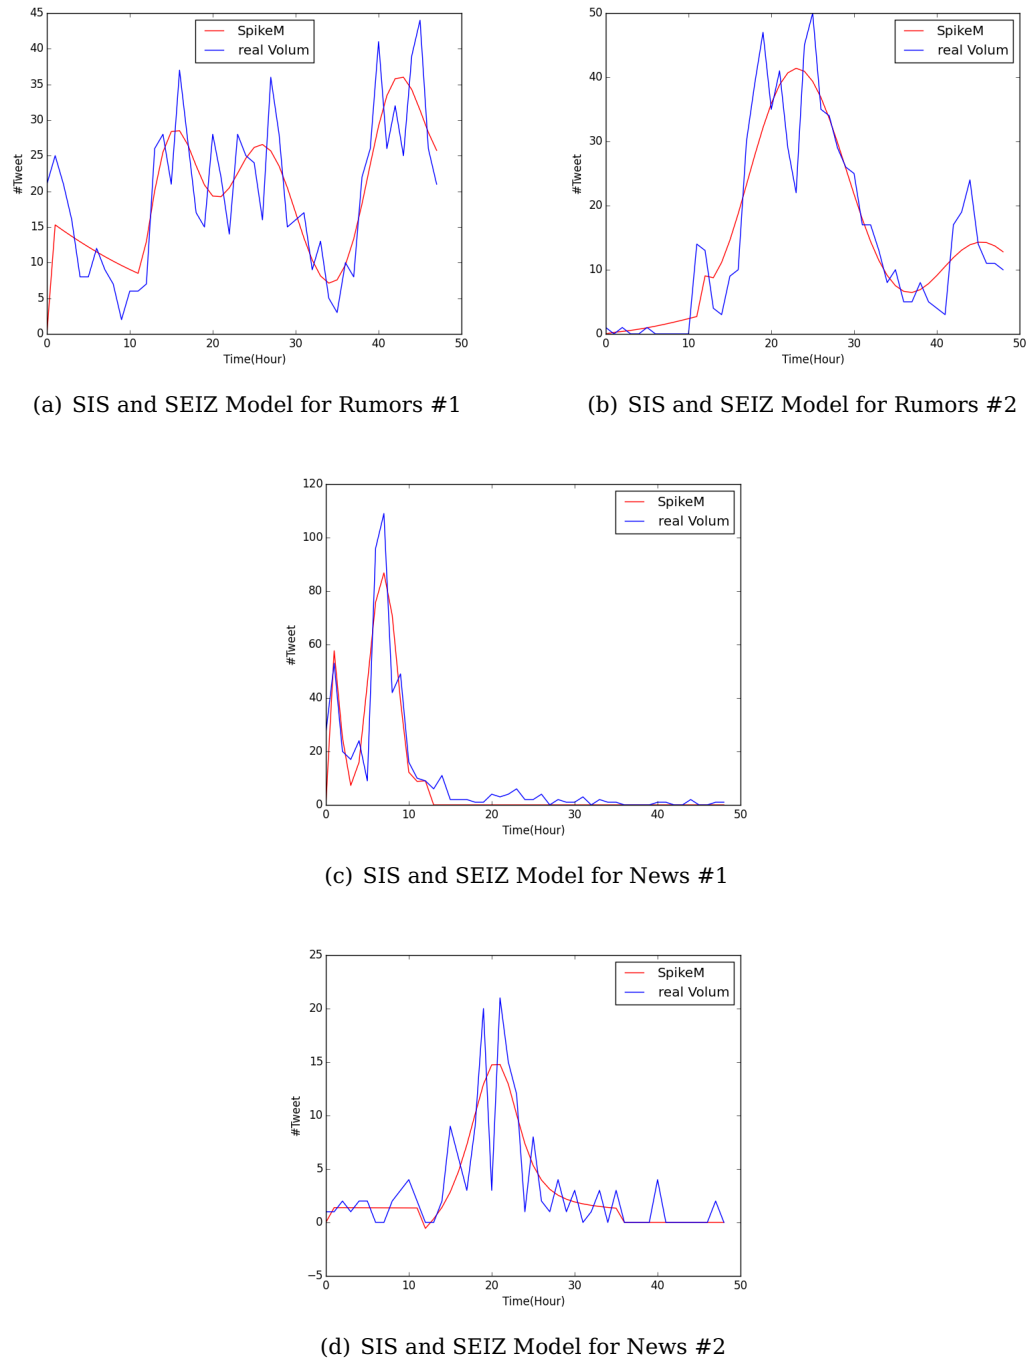 45
40
35
30
25
20
15
10
5
0
#Tweet
SpikeM
real Volum
0 10 20 30 40 50
Time(Hour)
(a) SIS and SEIZ Model for Rumors #1
50
40
30
20
10
0
#Tweet
SpikeM
real Volum
0 10 20 30 40 50
Time(Hour)
(b) SIS and SEIZ Model for Rumors #2
120
100
80
60
40
20
0
#Tweet
SpikeM
real Volum
0 10 20 30 40 50
Time(Hour)
(c) SIS and SEIZ Model for News #1
25
20
15
10
5
0
−5
#Tweet
SpikeM
real Volum
0 10 20 30 40 50
Time(Hour)
(d) SIS and SEIZ Model for News #2